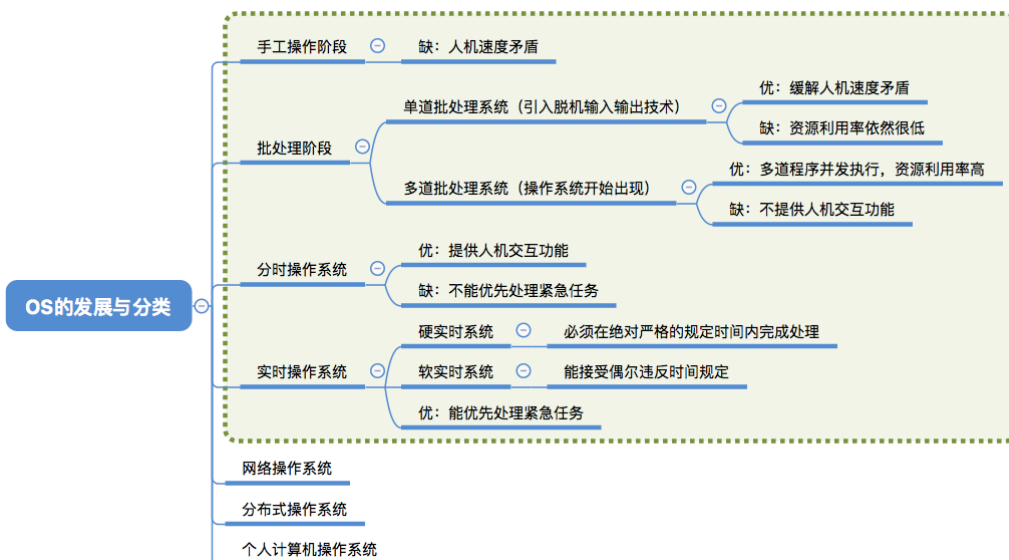 手工操作阶段
缺：人机速度矛盾
批处理阶段
单道批处理系统（引入脱机输入输出技术）
优：缓解人机速度矛盾
缺：资源利用率依然很低
多道批处理系统（操作系统开始出现）
优：多道程序并发执行，资源利用率高
缺：不提供人机交互功能
分时操作系统
优：提供人机交互功能
缺：不能优先处理紧急任务
OS的发展与分类
实时操作系统
硬实时系统
必须在绝对严格的规定时间内完成处理
软实时系统
能接受偶尔违反时间规定
优：能优先处理紧急任务
网络操作系统
分布式操作系统
个人计算机操作系统